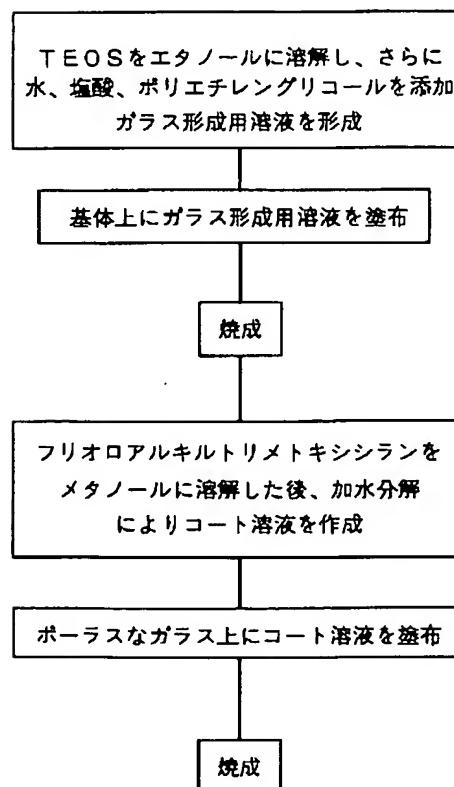 TEOSをエタノールに溶解し、さらに
水、塩酸、ポリエチレングリコールを添加
ガラス形成用溶液を形成
基体上にガラス形成用溶液を塗布
焼成
フリオロアルキルトリメトキシシランを
メタノールに溶解した後、加水分解
によりコート溶液を作成
ポーラスなガラス上にコート溶液を塗布
焼成